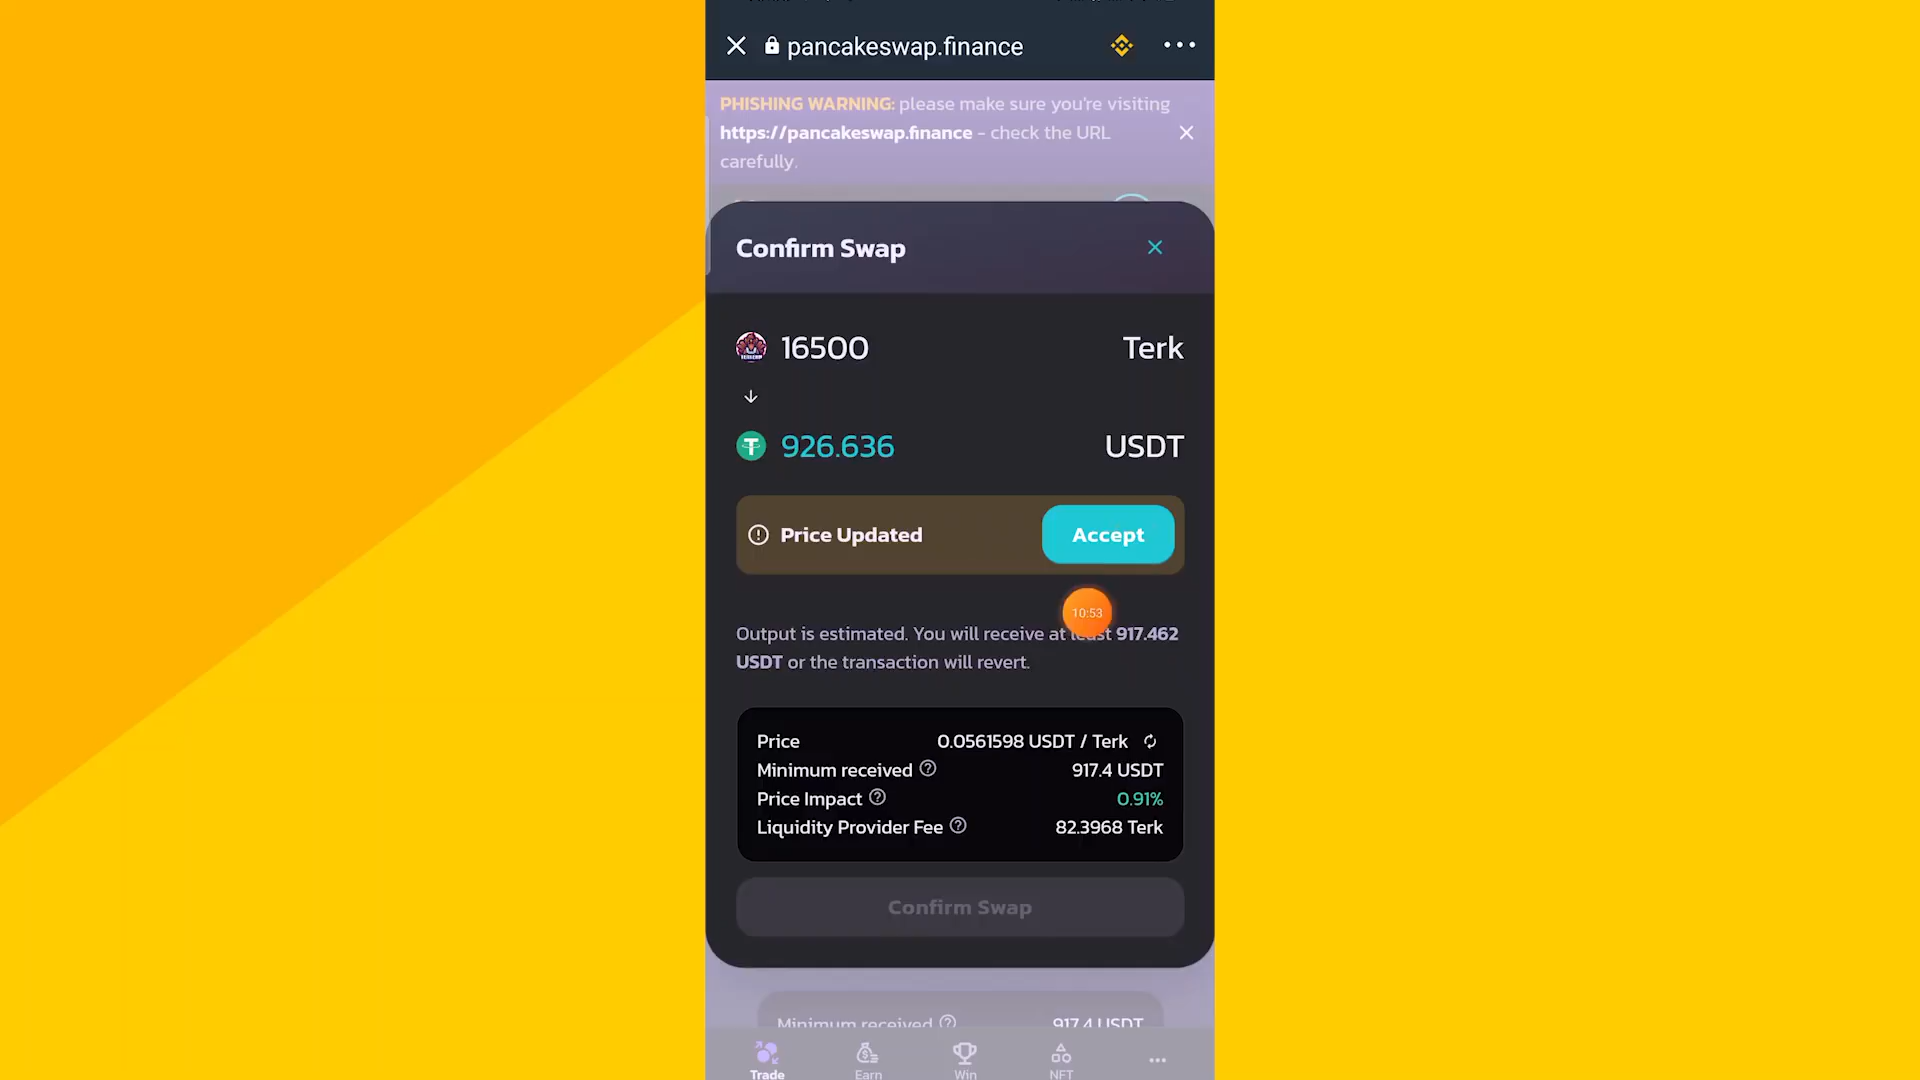 pancakeswap.finance
PHISHING WARNING: please make sure you're visiting
https://pancakeswap.finance - check the URL
carefully.
Confirm Swap
16500 Terk
926.636 USDT
Price Updated Accept
10:53
Output is estimated. You will receive at least 917.462
USDT or the transaction will revert.
Price 0.0561598 USDT / Terk
Minimum received 917.4 USDT
Price Impact 0.91%
Liquidity Provider Fee 82.3968 Terk
Confirm Swap
Minimum received 917.4 USDT
Trade Earn Win NFT